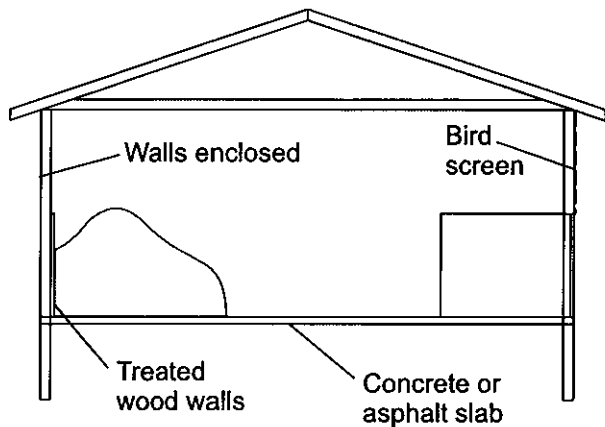 Walls enclosed
Bird
screen
Treated
wood walls
Concrete or
asphalt slab